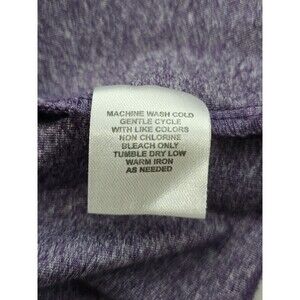 MACHINE WASH COLD
GENTLE CYCLE
WITH LIKE COLORS
NON CHLORINE
BLEACH ONLY
TUMBLE DRY LOW
WARM IRON
AS NEEDED